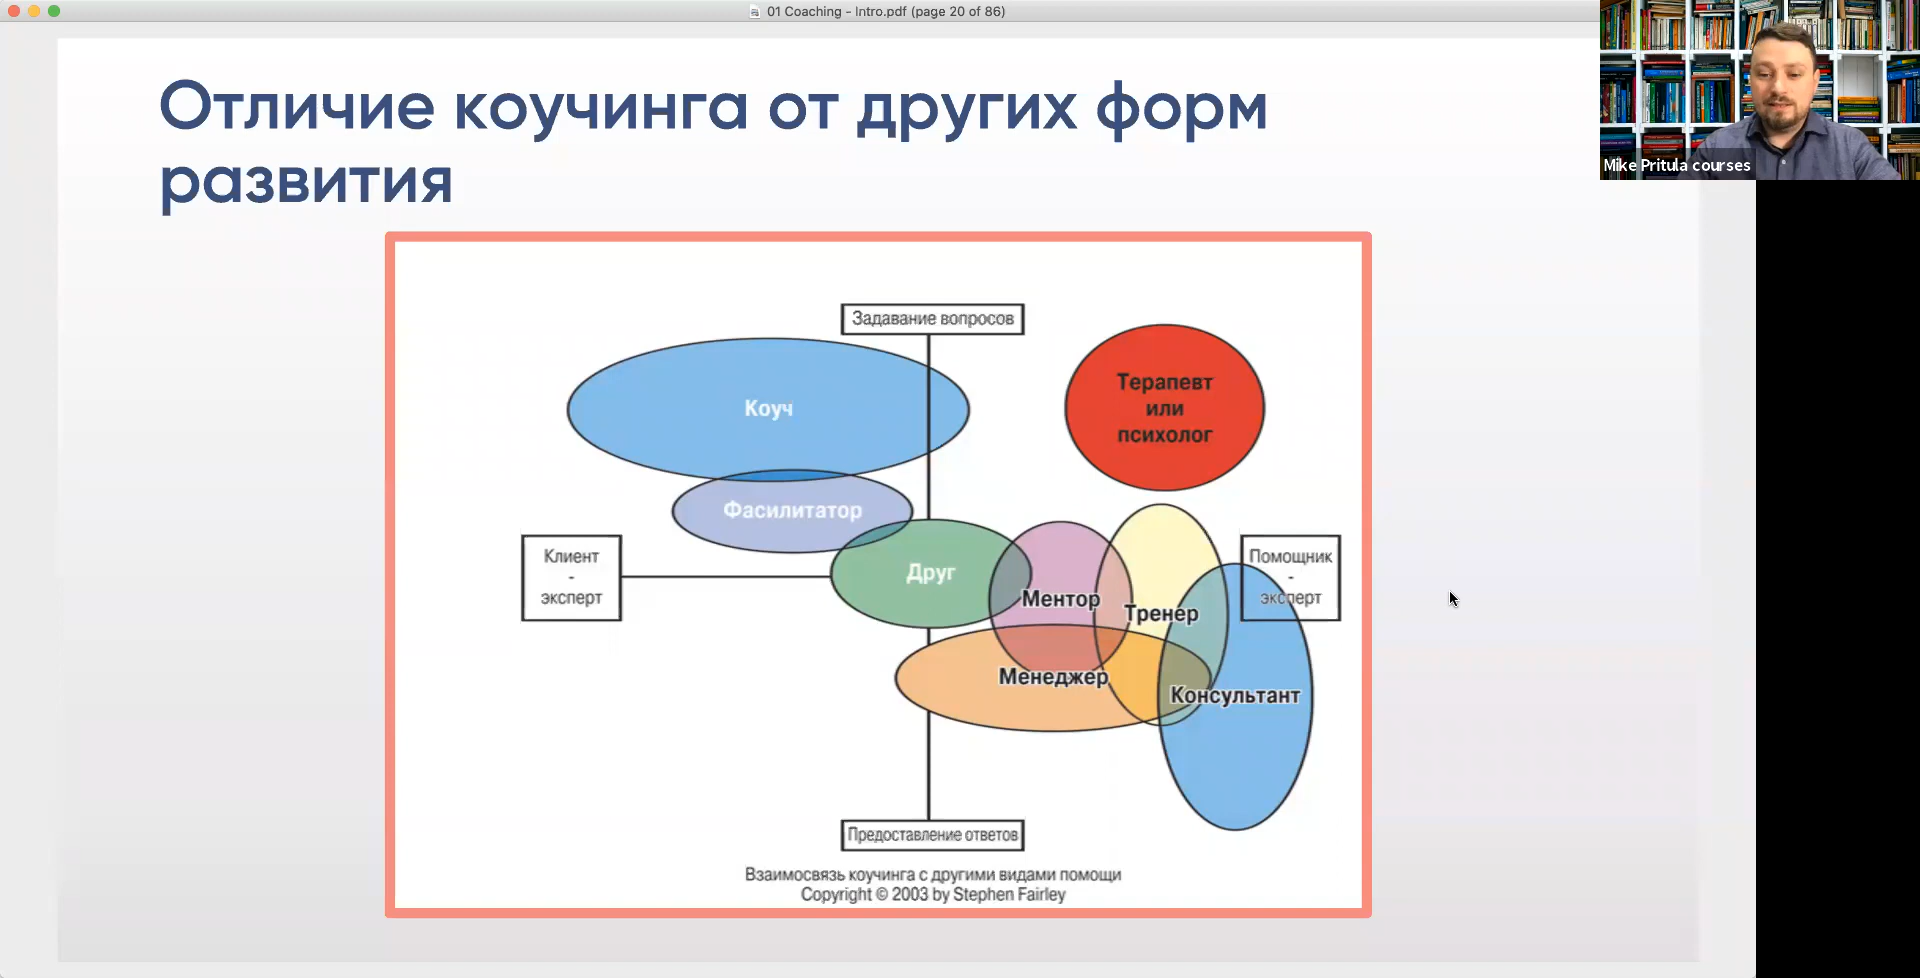 01 Coaching - Intro.pdf (page 20 of 86)
Mike Pritula courses
Отличие коучинга от других форм
развития
Задавание вопросов
Коуч
Терапевт
или
психолог
Фасилитатор
Клиент
-
эксперт
Друг
Ментор
Тренер
Помощник
-
эксперт
Менеджер
Консультант
Предоставление ответов
Взаимосвязь коучинга с другими видами помощи
Copyright © 2003 by Stephen Fairley